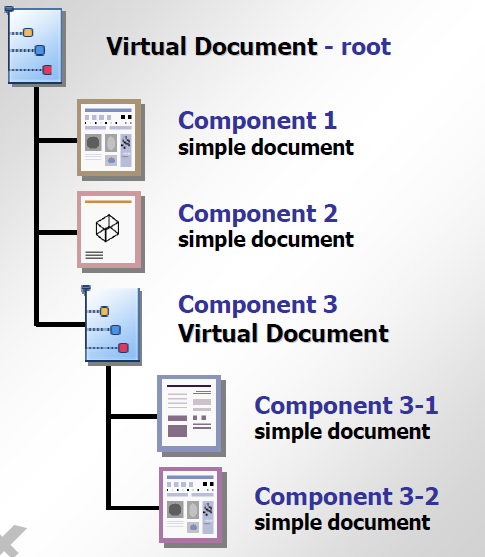 Virtual Document - root
Component 1
simple document
Component 2
simple document
Component 3
Virtual Document
Component 3-1
simple document
Component 3-2
simple document